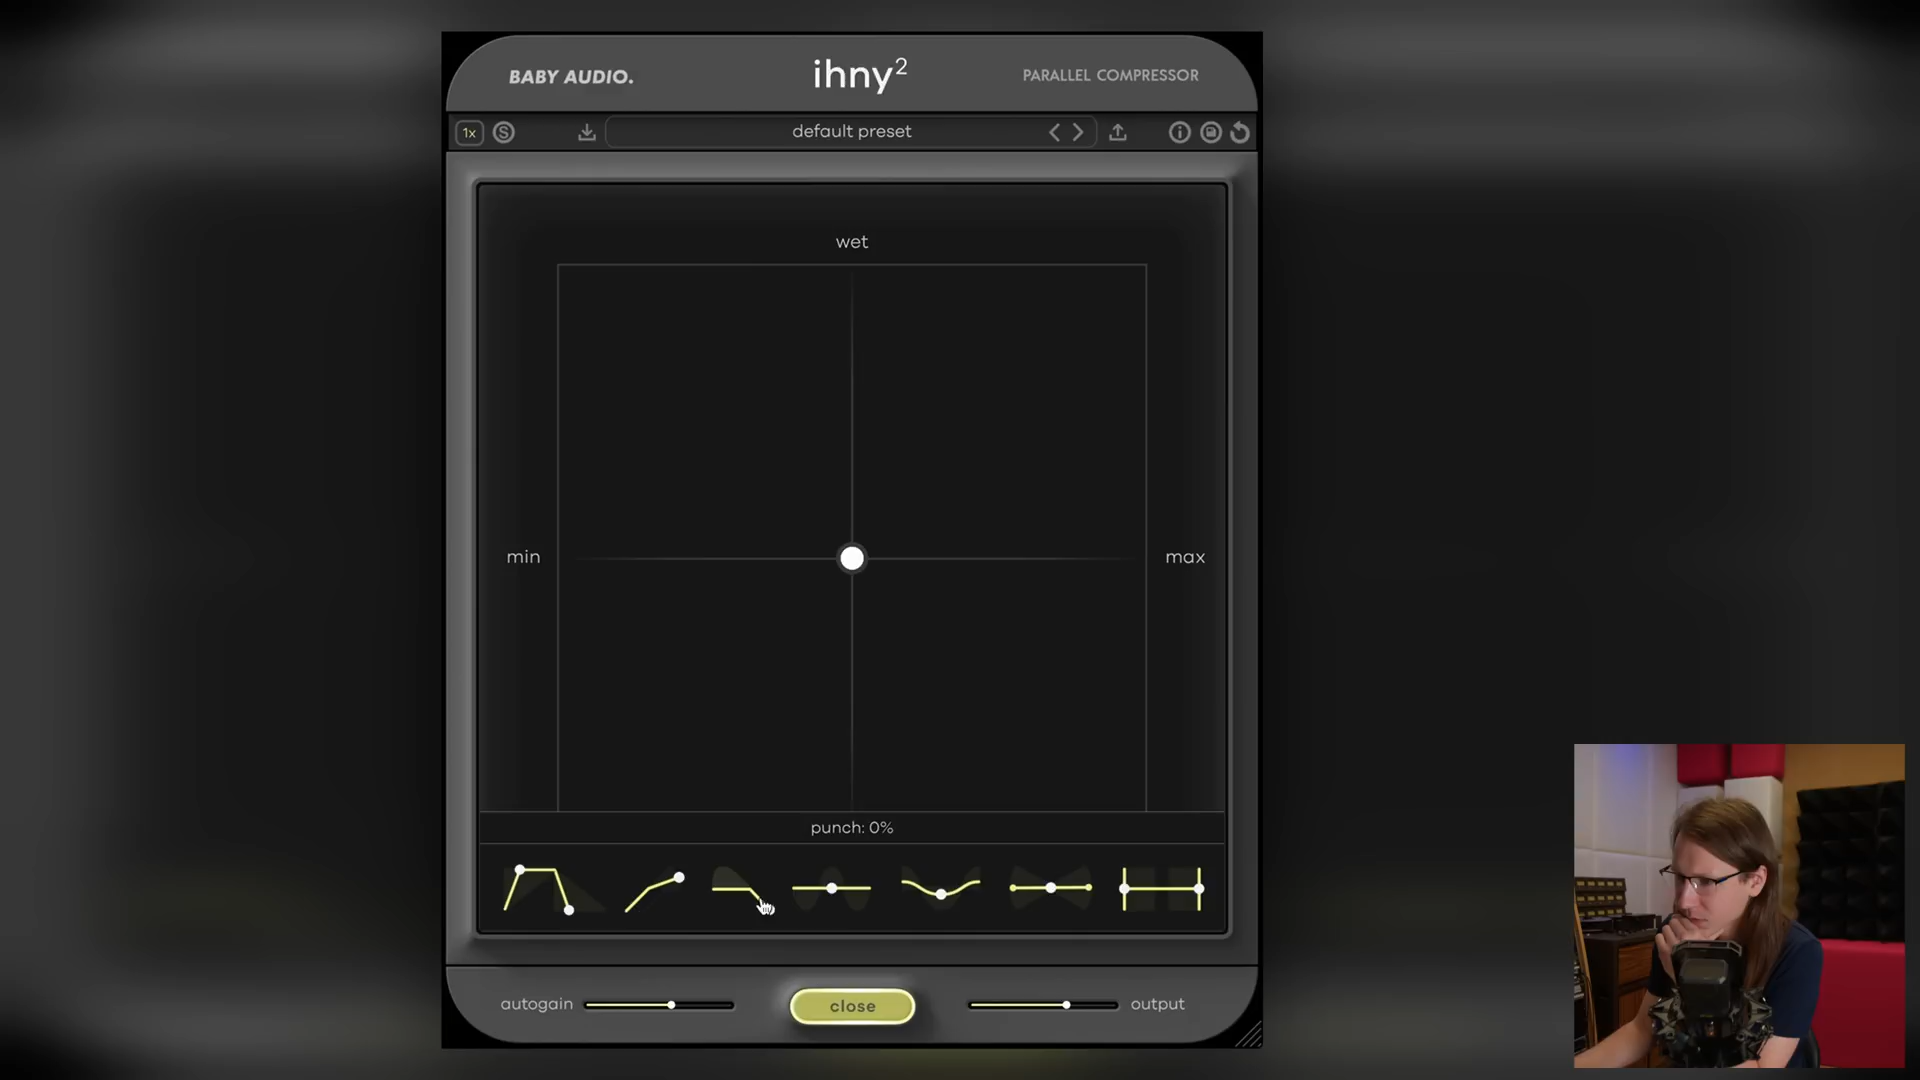 BABY AUDIO.
ihny²
PARALLEL COMPRESSOR
1x
S
default preset
wet
min
max
punch: 0%
autogain
close
output